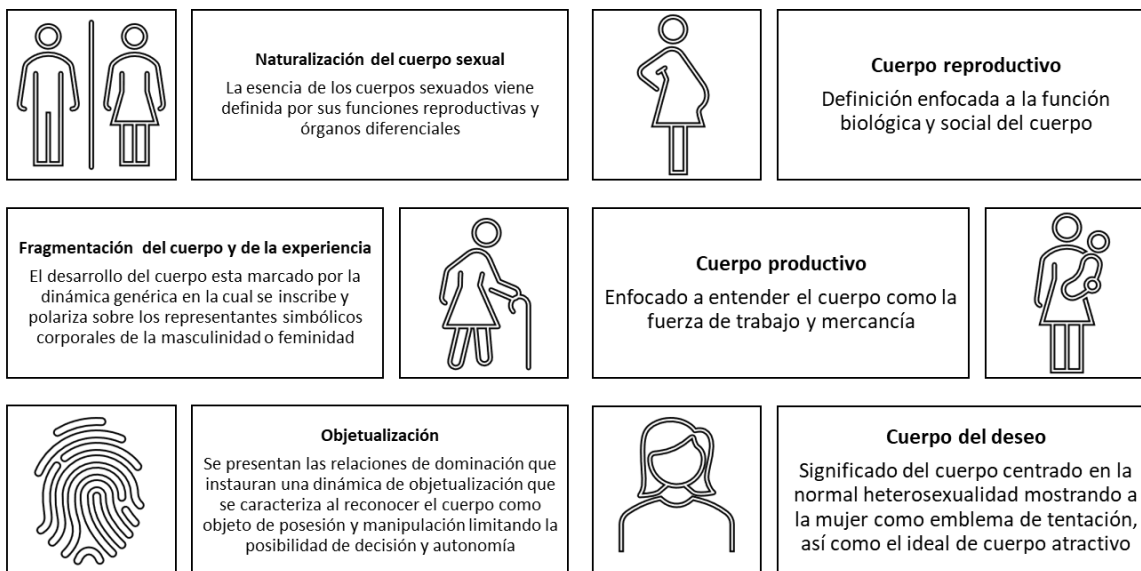 Naturalización del cuerpo sexual
La esencia de los cuerpos sexuados viene
definida por sus funciones reproductivas y
órganos diferenciales
Cuerpo reproductivo
Definición enfocada a la función
biológica y social del cuerpo
Fragmentación del cuerpo y de la experiencia
El desarrollo del cuerpo esta marcado por la
dinámica genérica en la cual se inscribe y
polariza sobre los representantes simbólicos
corporales de la masculinidad o feminidad
Cuerpo productivo
Enfocado a entender el cuerpo como la
fuerza de trabajo y mercancía
Objetualización
Se presentan las relaciones de dominación que
instauran una dinámica de objetualización que
se caracteriza al reconocer el cuerpo como
objeto de posesión y manipulación limitando la
posibilidad de decisión y autonomía
Cuerpo del deseo
Significado del cuerpo centrado en la
normal heterosexualidad mostrando a
la mujer como emblema de tentación,
así como el ideal de cuerpo atractivo